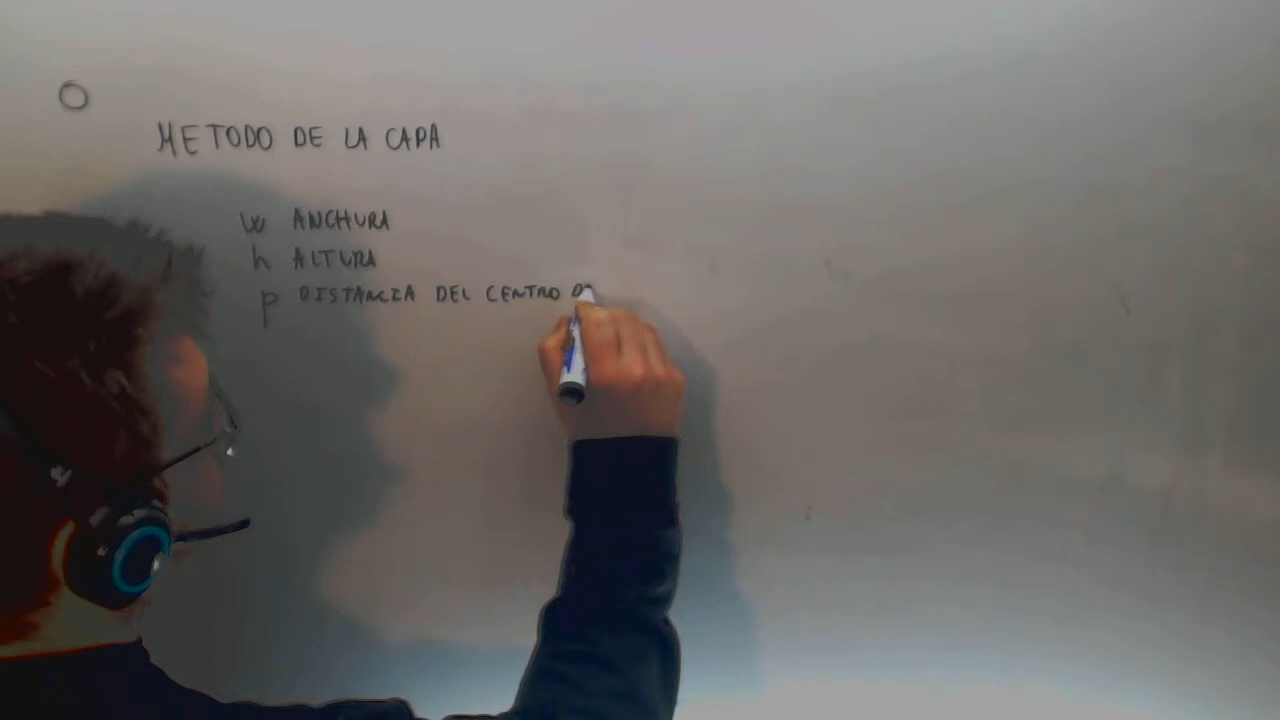 METODO DE LA CAPA
w ANCHURA
h ALTURA
p DISTANCIA DEL CENTRO